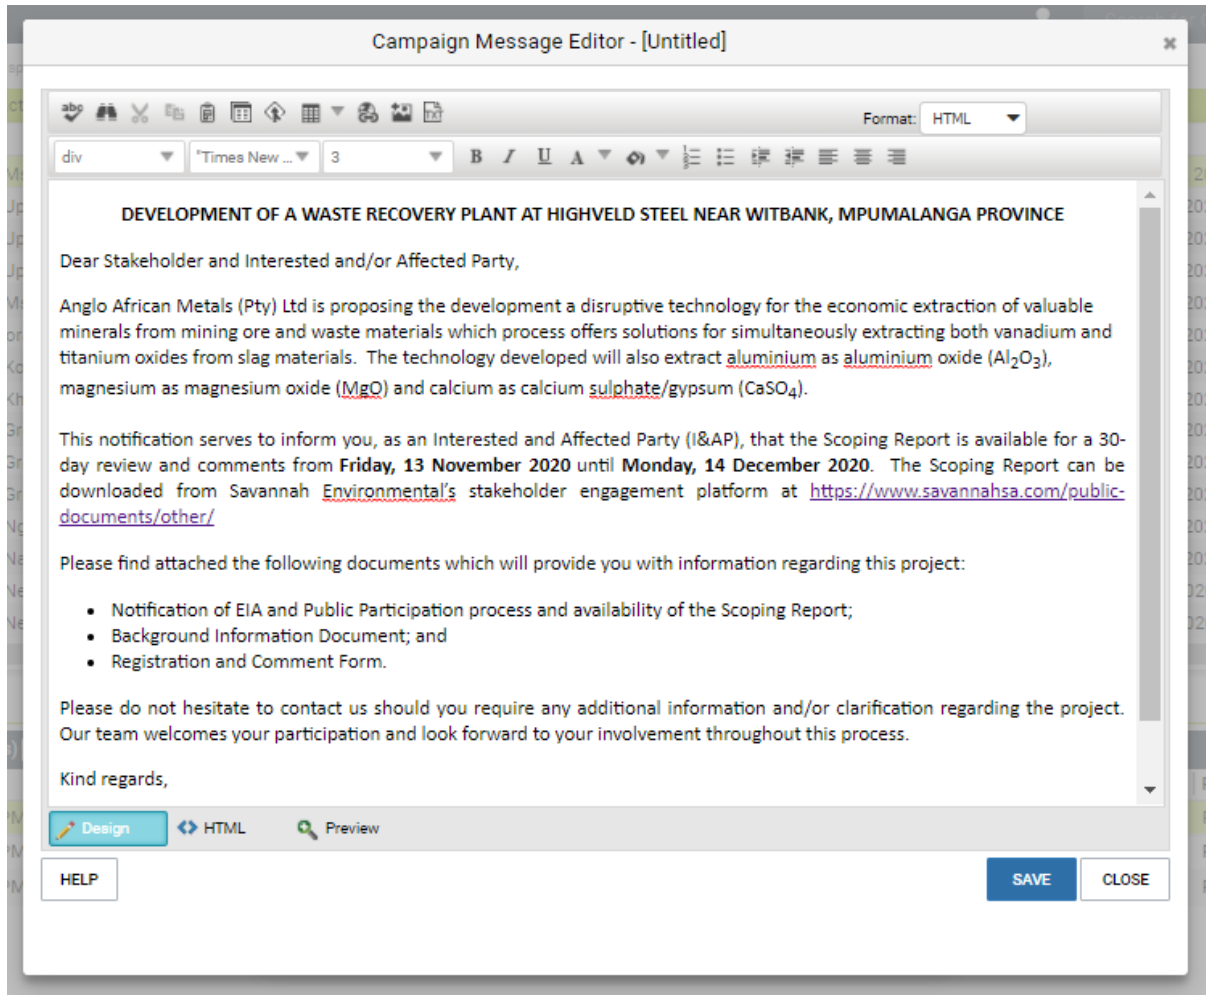 Campaign Message Editor - [Untitled]
Format: HTML
div "Times New ... 3
B I U A
DEVELOPMENT OF A WASTE RECOVERY PLANT AT HIGHVELD STEEL NEAR WITBANK, MPUMALANGA PROVINCE
Dear Stakeholder and Interested and/or Affected Party,
Anglo African Metals (Pty) Ltd is proposing the development a disruptive technology for the economic extraction of valuable
minerals from mining ore and waste materials which process offers solutions for simultaneously extracting both vanadium and
titanium oxides from slag materials.  The technology developed will also extract aluminium as aluminium oxide (Al₂O₃),
magnesium as magnesium oxide (MgO) and calcium as calcium sulphate/gypsum (CaSO₄).
This notification serves to inform you, as an Interested and Affected Party (I&AP), that the Scoping Report is available for a 30-
day review and comments from Friday, 13 November 2020 until Monday, 14 December 2020.  The Scoping Report can be
downloaded from Savannah Environmental's stakeholder engagement platform at https://www.savannahsa.com/public-
documents/other/
Please find attached the following documents which will provide you with information regarding this project:
• Notification of EIA and Public Participation process and availability of the Scoping Report;
• Background Information Document; and
• Registration and Comment Form.
Please do not hesitate to contact us should you require any additional information and/or clarification regarding the project.
Our team welcomes your participation and look forward to your involvement throughout this process.
Kind regards,
Design HTML Preview
HELP SAVE CLOSE